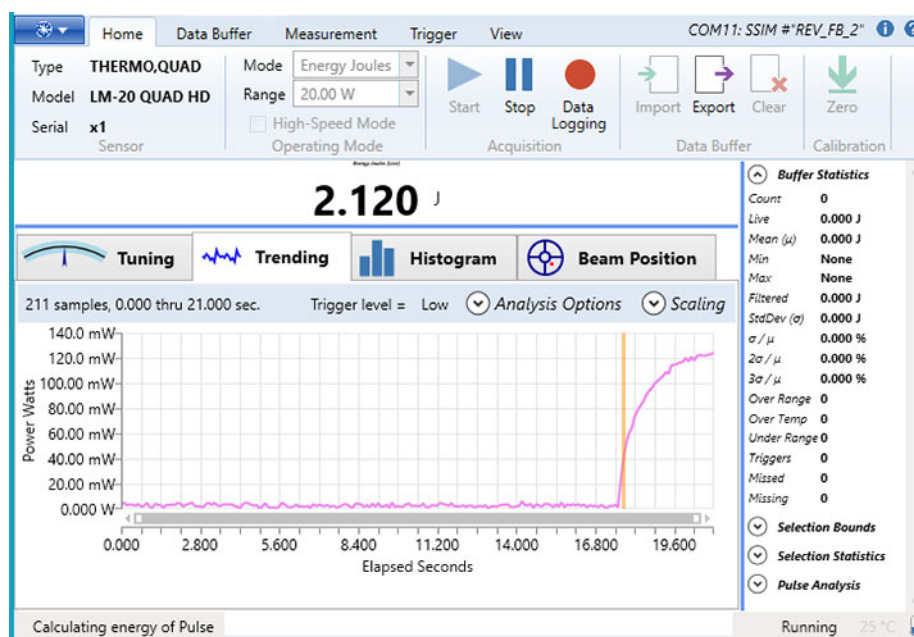 Home Data Buffer Measurement Trigger View COM11: SSIM #"REV_FB_2"
Type THERMO,QUAD
Model LM-20 QUAD HD
Serial x1
Sensor
Mode Energy Joules
Range 20.00 W
High-Speed Mode
Operating Mode
Start Stop Data Logging
Acquisition
Import Export Clear
Data Buffer
Zero
Calibration
Energy Joules (Live)
2.120 J
Tuning Trending Histogram Beam Position
211 samples, 0.000 thru 21.000 sec. Trigger level = Low Analysis Options Scaling
140.0 mW
120.0 mW
100.00 mW
80.00 mW
60.00 mW
40.00 mW
20.00 mW
0.000 W
Power Watts
0.000 2.800 5.600 8.400 11.200 14.000 16.800 19.600
Elapsed Seconds
Buffer Statistics
Count 0
Live 0.000 J
Mean (μ) 0.000 J
Min None
Max None
Filtered 0.000 J
StdDev (σ) 0.000 J
σ / μ 0.000 %
2σ / μ 0.000 %
3σ / μ 0.000 %
Over Range 0
Over Temp 0
Under Range 0
Triggers 0
Missed 0
Missing 0
Selection Bounds
Selection Statistics
Pulse Analysis
Calculating energy of Pulse Running 25 °C